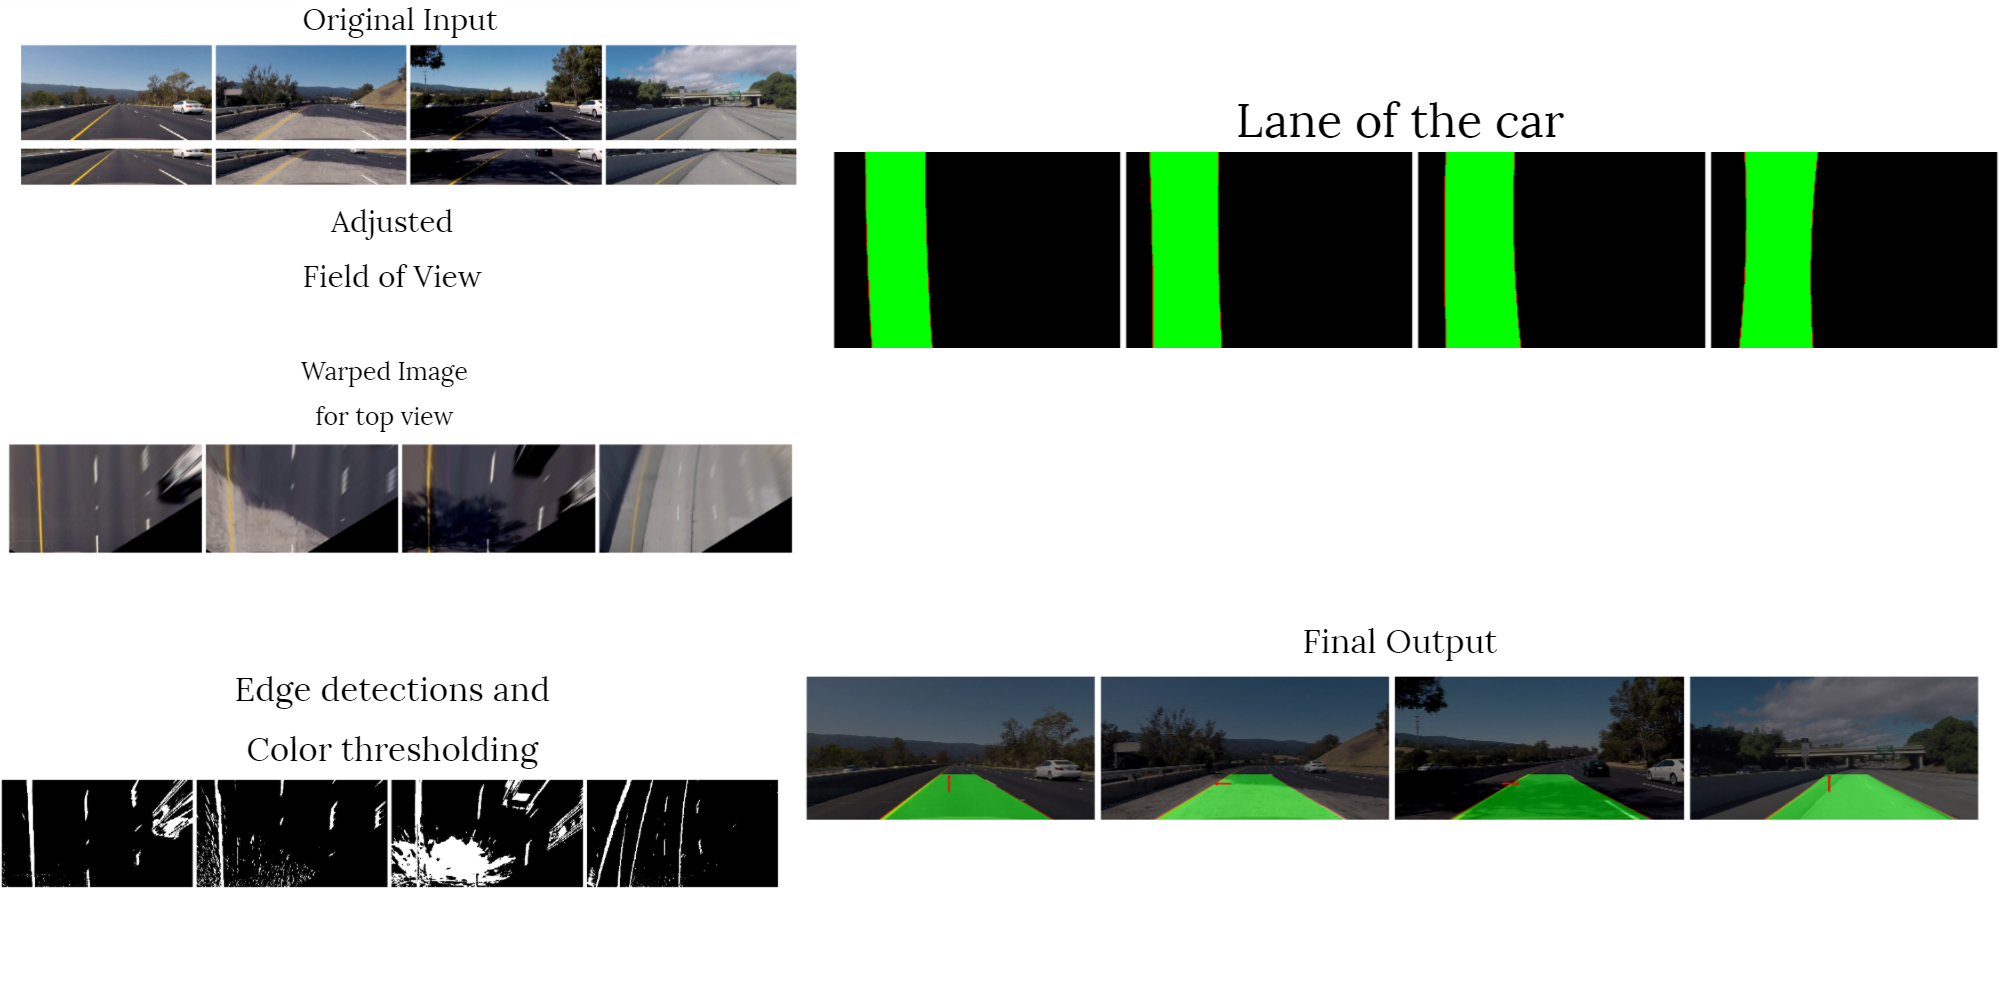 Original Input
Adjusted
Field of View
Warped Image
for top view
Edge detections and
Color thresholding
Lane of the car
Final Output